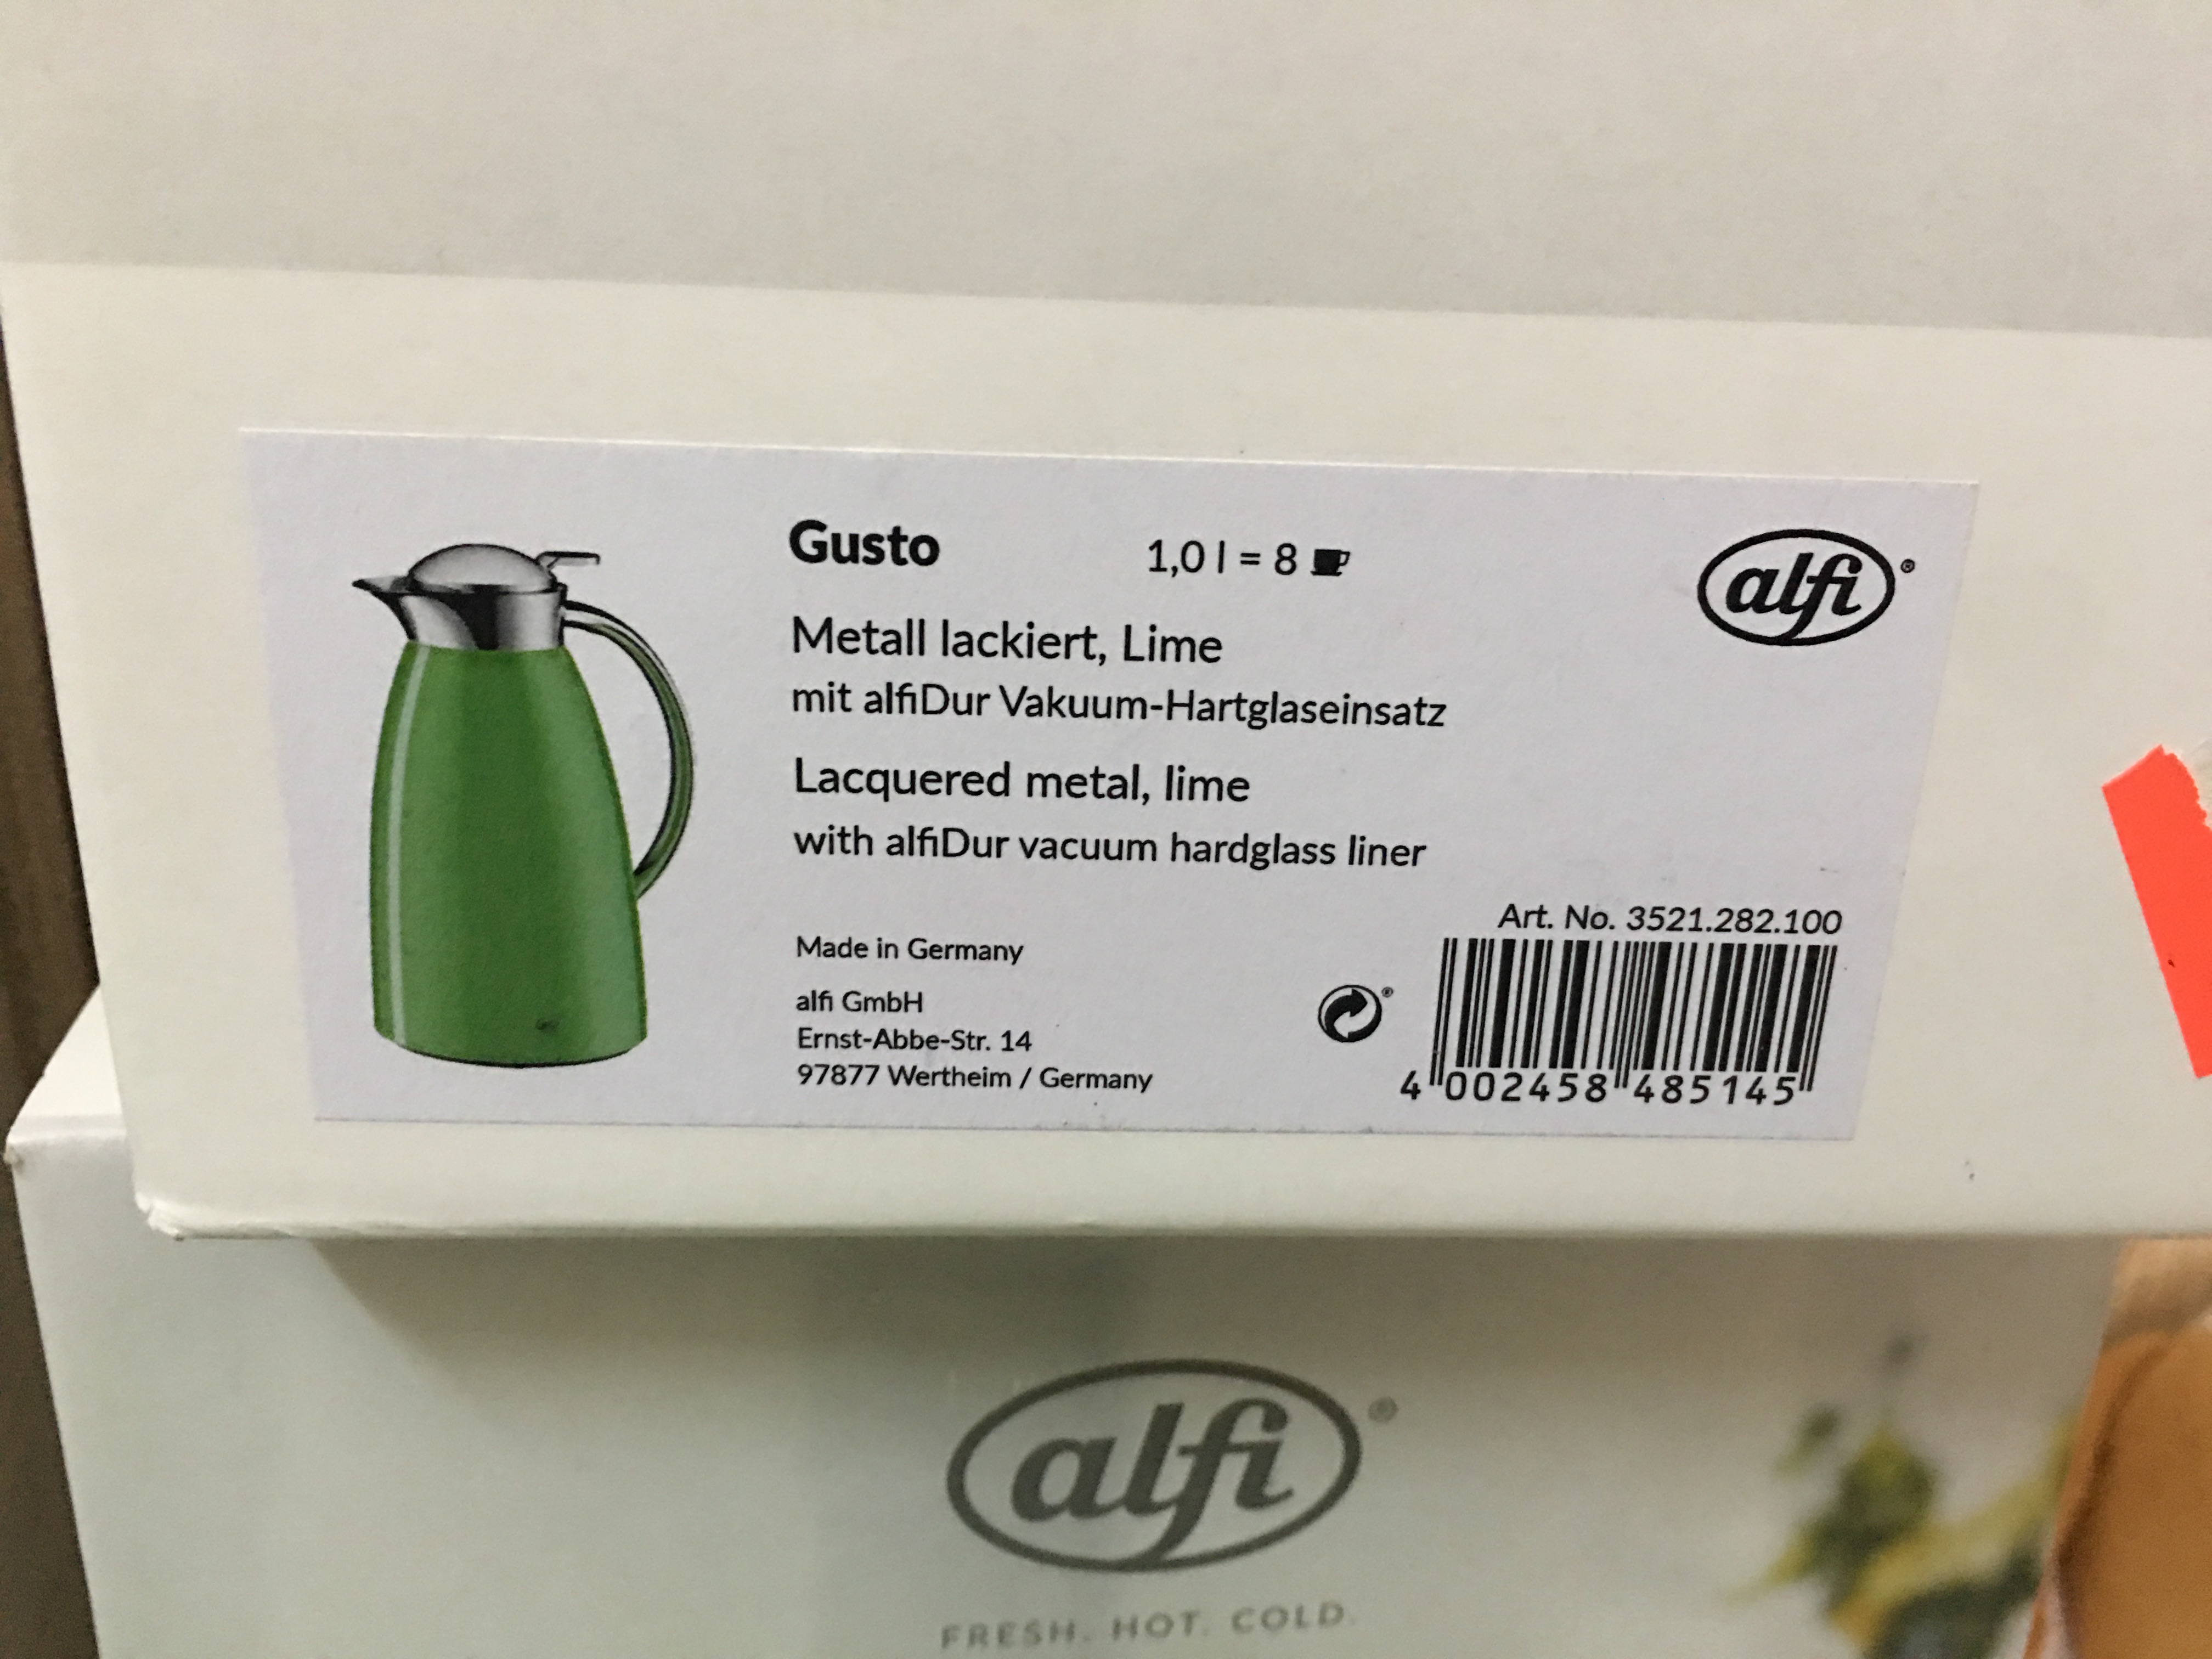 Gusto
1,0 l = 8
alfi®
Metall lackiert, Lime
mit alfiDur Vakuum-Hartglaseinsatz
Lacquered metal, lime
with alfiDur vacuum hardglass liner
Made in Germany
alfi GmbH
Ernst-Abbe-Str. 14
97877 Wertheim / Germany
Art. No. 3521.282.100
®
4 002458 485145
alfi®
FRESH. HOT. COLD.